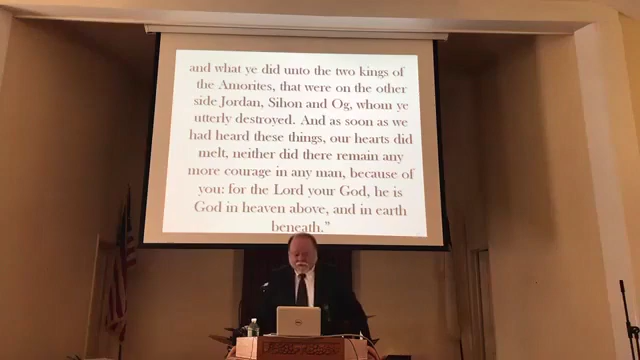 and what ye did unto the two kings of
the Amorites, that were on the other
side Jordan, Sihon and Og, whom ye
utterly destroyed. And as soon as we
had heard these things, our hearts did
melt, neither did there remain any
more courage in any man, because of
you: for the Lord your God, he is
God in heaven above, and in earth
beneath.”